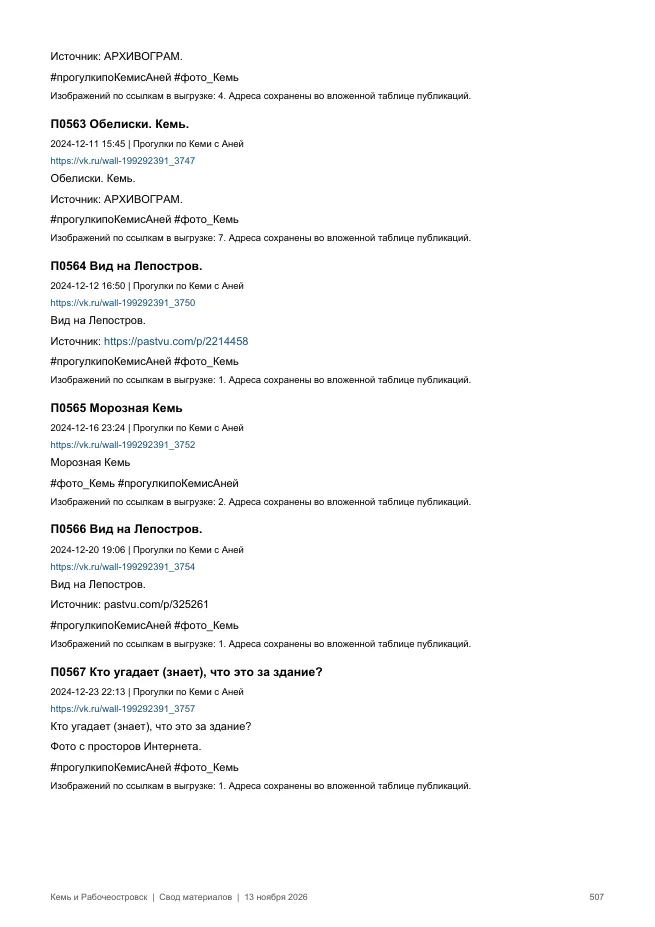 Источник: АРХИВОГРАМ.
#прогулкипоКемисАней #фото_Кемь
Изображений по ссылкам в выгрузке: 4. Адреса сохранены во вложенной таблице публикаций.
П0563 Обелиски. Кемь.
2024-12-11 15:45 | Прогулки по Кеми с Аней
https://vk.ru/wall-199292391_3747
Обелиски. Кемь.
Источник: АРХИВОГРАМ.
#прогулкипоКемисАней #фото_Кемь
Изображений по ссылкам в выгрузке: 7. Адреса сохранены во вложенной таблице публикаций.
П0564 Вид на Лепостров.
2024-12-12 16:50 | Прогулки по Кеми с Аней
https://vk.ru/wall-199292391_3750
Вид на Лепостров.
Источник: https://pastvu.com/p/2214458
#прогулкипоКемисАней #фото_Кемь
Изображений по ссылкам в выгрузке: 1. Адреса сохранены во вложенной таблице публикаций.
П0565 Морозная Кемь
2024-12-16 23:24 | Прогулки по Кеми с Аней
https://vk.ru/wall-199292391_3752
Морозная Кемь
#фото_Кемь #прогулкипоКемисАней
Изображений по ссылкам в выгрузке: 2. Адреса сохранены во вложенной таблице публикаций.
П0566 Вид на Лепостров.
2024-12-20 19:06 | Прогулки по Кеми с Аней
https://vk.ru/wall-199292391_3754
Вид на Лепостров.
Источник: pastvu.com/p/325261
#прогулкипоКемисАней #фото_Кемь
Изображений по ссылкам в выгрузке: 1. Адреса сохранены во вложенной таблице публикаций.
П0567 Кто угадает (знает), что это за здание?
2024-12-23 22:13 | Прогулки по Кеми с Аней
https://vk.ru/wall-199292391_3757
Кто угадает (знает), что это за здание?
Фото с просторов Интернета.
#прогулкипоКемисАней #фото_Кемь
Изображений по ссылкам в выгрузке: 1. Адреса сохранены во вложенной таблице публикаций.
Кемь и Рабочеостровск | Свод материалов | 13 ноября 2026 507